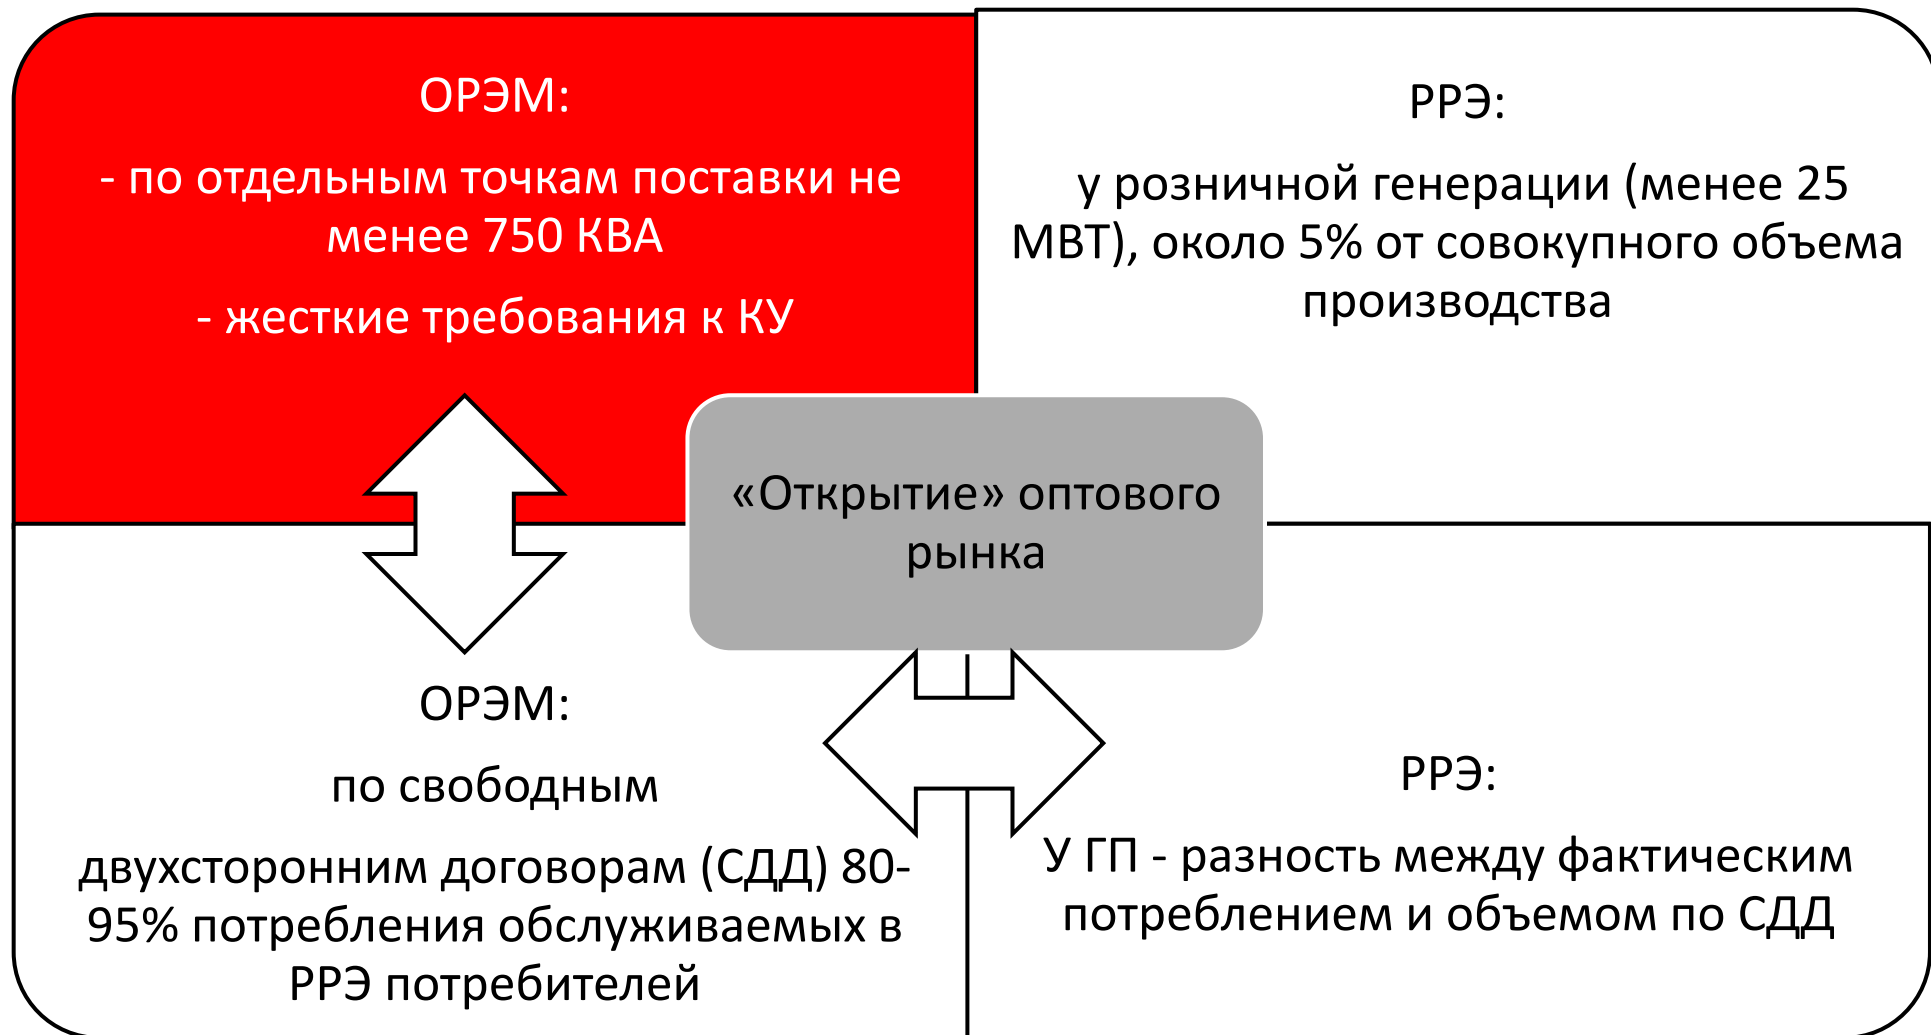 ОРЭМ:
- по отдельным точкам поставки не
менее 750 КВА
- жесткие требования к КУ
РРЭ:
у розничной генерации (менее 25
МВТ), около 5% от совокупного объема
производства
«Открытие» оптового
рынка
ОРЭМ:
по свободным
двухсторонним договорам (СДД) 80-
95% потребления обслуживаемых в
РРЭ потребителей
РРЭ:
У ГП - разность между фактическим
потреблением и объемом по СДД